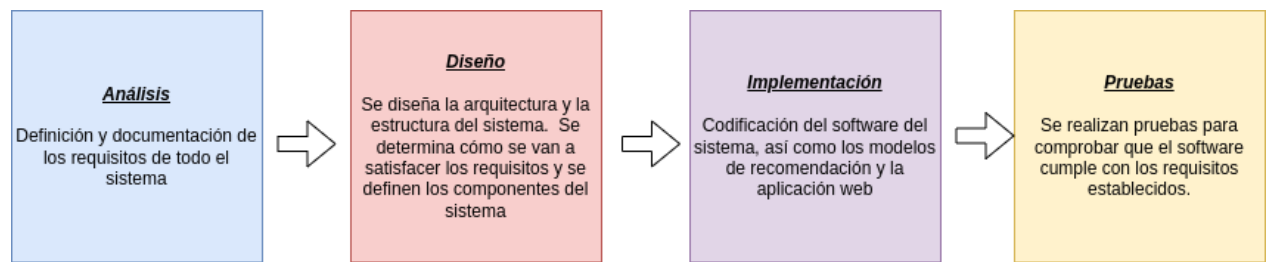 Análisis
Definición y documentación de
los requisitos de todo el
sistema
Diseño
Se diseña la arquitectura y la
estructura del sistema. Se
determina cómo se van a
satisfacer los requisitos y se
definen los componentes del
sistema
Implementación
Codificación del software del
sistema, así como los modelos
de recomendación y la
aplicación web
Pruebas
Se realizan pruebas para
comprobar que el software
cumple con los requisitos
establecidos.